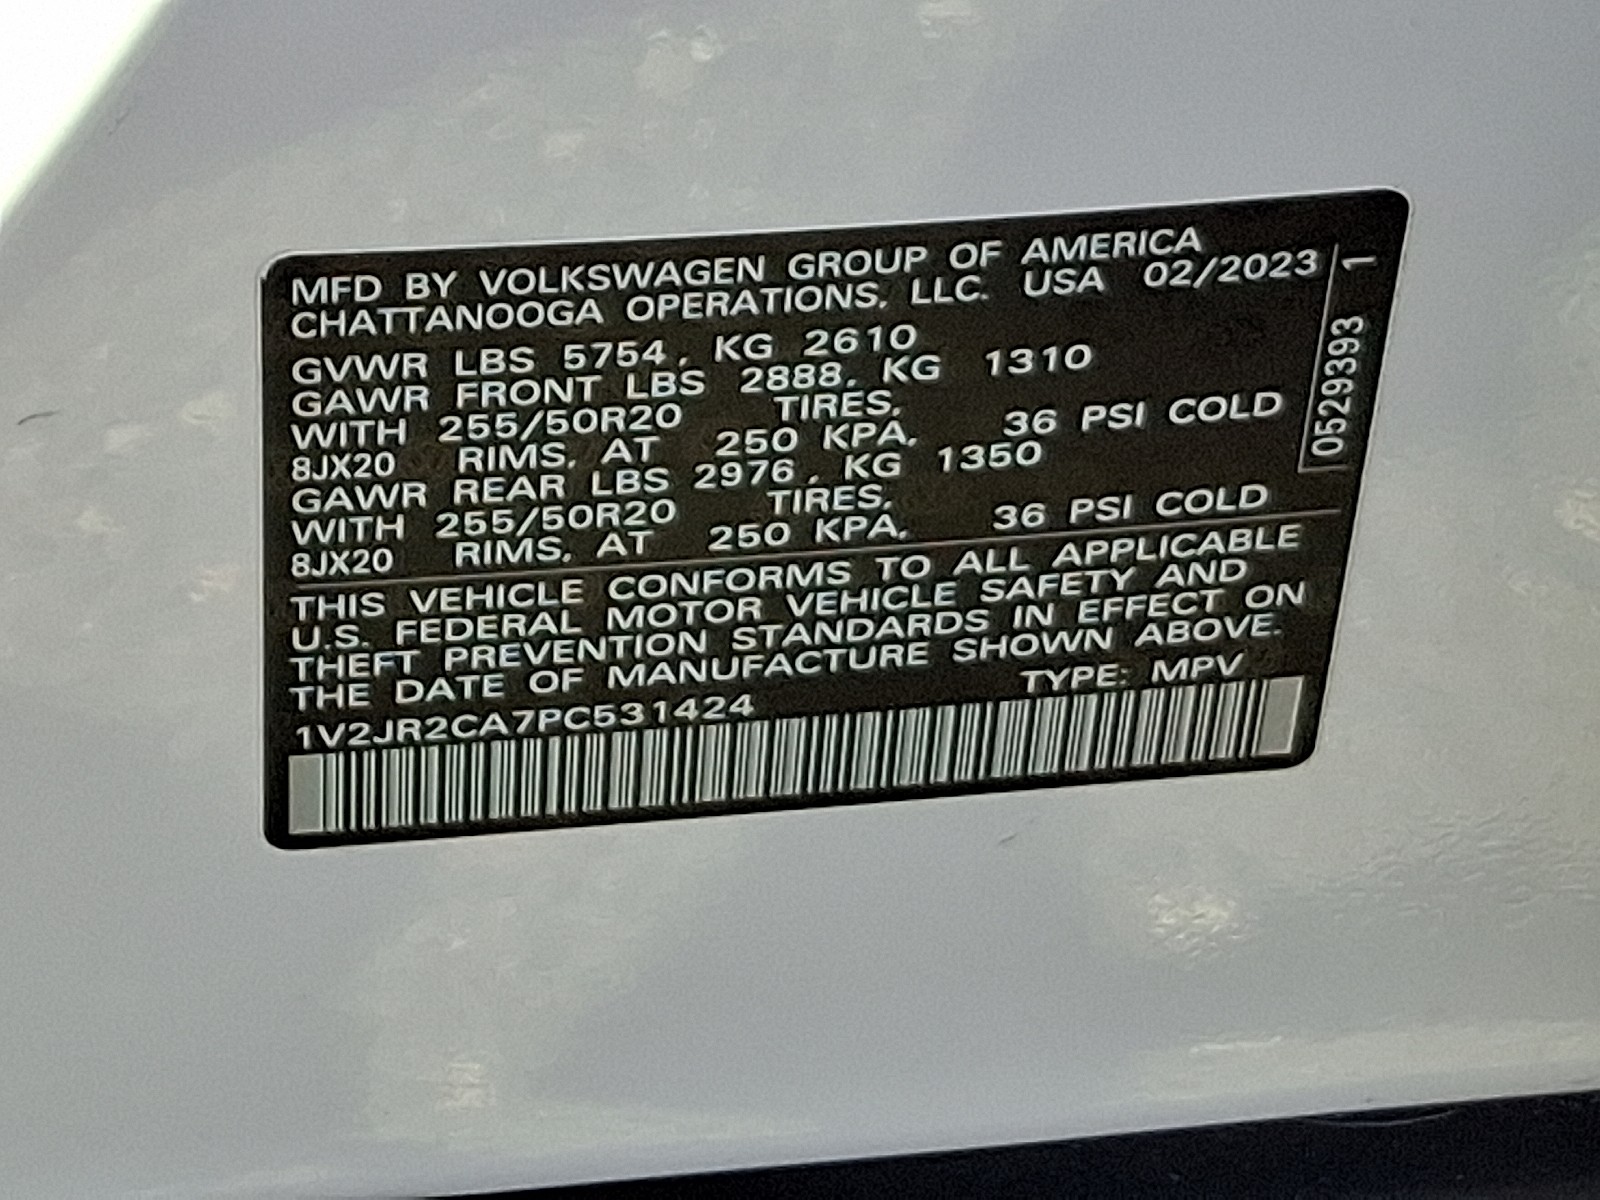 MFD BY VOLKSWAGEN GROUP OF AMERICA
CHATTANOOGA OPERATIONS, LLC. USA 02/2023
GVWR LBS 5754, KG 2610
GAWR FRONT LBS 2888, KG 1310
WITH 255/50R20 TIRES,
8JX20 RIMS, AT 250 KPA, 36 PSI COLD
GAWR REAR LBS 2976, KG 1350
WITH 255/50R20 TIRES,
8JX20 RIMS, AT 250 KPA, 36 PSI COLD
THIS VEHICLE CONFORMS TO ALL APPLICABLE
U.S. FEDERAL MOTOR VEHICLE SAFETY AND
THEFT PREVENTION STANDARDS IN EFFECT ON
THE DATE OF MANUFACTURE SHOWN ABOVE.
1V2JR2CA7PC531424 TYPE: MPV
0529393 1